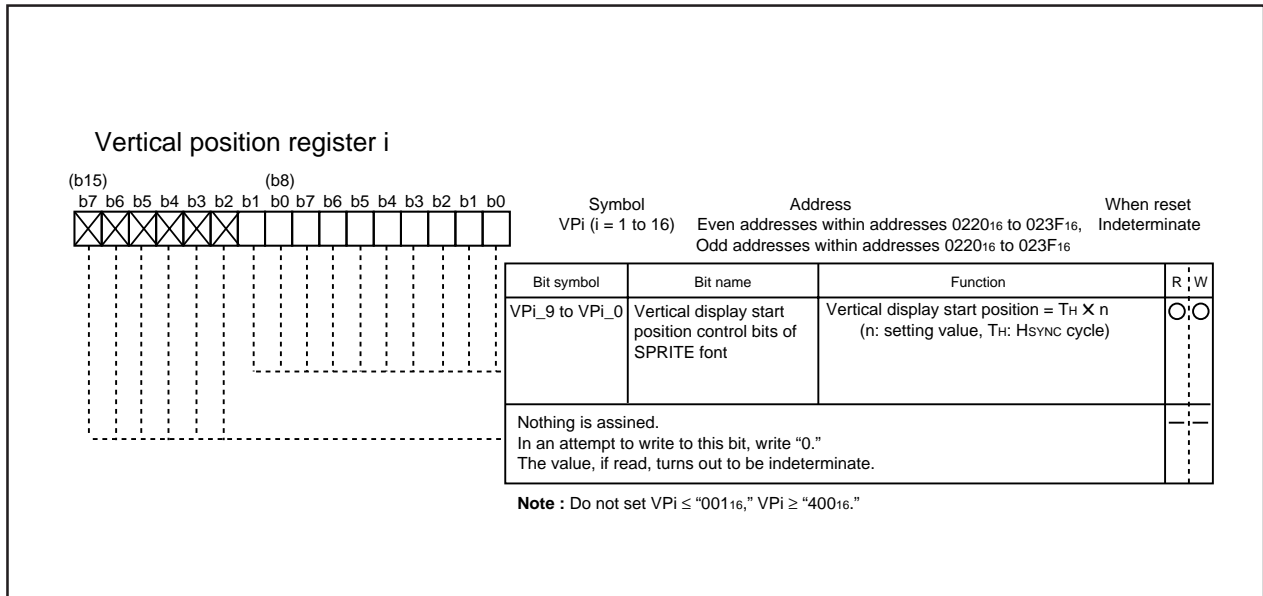 Vertical position register i
(b15) (b8)
b7 b6 b5 b4 b3 b2 b1 b0 b7 b6 b5 b4 b3 b2 b1 b0
Symbol Address When reset
VPi (i = 1 to 16) Even addresses within addresses 022016 to 023F16, Indeterminate
Odd addresses within addresses 022016 to 023F16
Bit symbol Bit name Function R W
VPi_9 to VPi_0 Vertical display start Vertical display start position = TH X n
position control bits of (n: setting value, TH: HSYNC cycle)
SPRITE font
Nothing is assined.
In an attempt to write to this bit, write “0.”
The value, if read, turns out to be indeterminate.
Note : Do not set VPi ≤ “00116,” VPi ≥ “40016.”